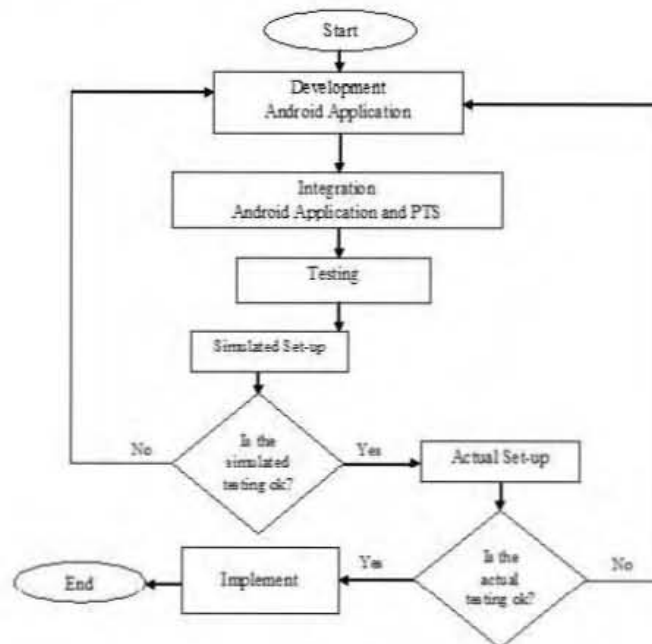 Start
Development
Android Application
Integration
Android Application and PTS
Testing
Simulated Set-up
Is the
simulated
testing ok?
No
Yes
Actual Set-up
Is the
actual
testing ok?
No
Yes
Implement
End